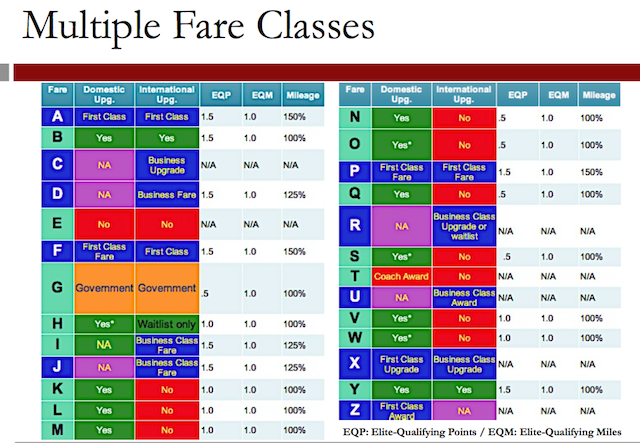 Multiple Fare Classes
Fare Domestic Upg. International Upg. EQP EQM Mileage
A First Class First Class 1.5 1.0 150%
B Yes Yes 1.5 1.0 100%
C NA Business Upgrade N/A N/A N/A
D NA Business Fare 1.5 1.0 125%
E No No N/A N/A N/A
F First Class Fare First Class 1.5 1.0 150%
G Government Government .5 1.0 100%
H Yes* Waitlist only 1.0 1.0 100%
I NA Business Class Fare 1.5 1.0 125%
J NA Business Class Fare 1.5 1.0 125%
K Yes No 1.0 1.0 100%
L Yes No 1.0 1.0 100%
M Yes No 1.0 1.0 100%
Fare Domestic Upg. International Upg. EQP EQM Mileage
N Yes No .5 1.0 100%
O Yes* No .5 1.0 100%
P First Class Fare First Class Fare 1.5 1.0 150%
Q Yes No .5 1.0 100%
R NA Business Class Upgrade or waitlist N/A N/A N/A
S Yes* No .5 1.0 100%
T Coach Award No N/A N/A N/A
U NA Business Class Award N/A N/A N/A
V Yes* No 1.0 1.0 100%
W Yes* No 1.0 1.0 100%
X First Class Upgrade Business Class Upgrade N/A N/A N/A
Y Yes Yes 1.5 1.0 100%
Z First Class Award NA N/A N/A N/A
EQP: Elite-Qualifying Points / EQM: Elite-Qualifying Miles